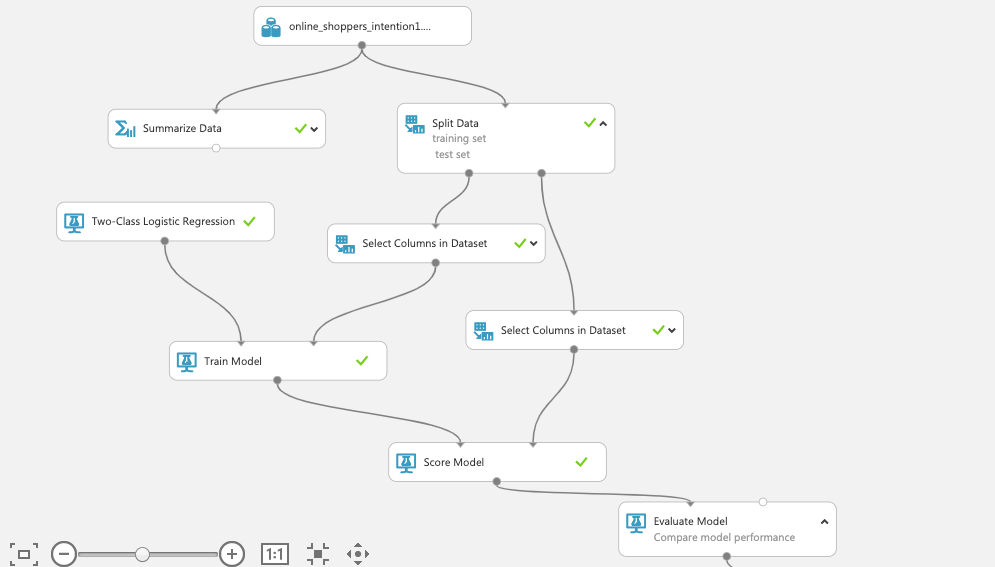 online_shoppers_intention1....
Summarize Data
Split Data
training set
test set
Two-Class Logistic Regression
Select Columns in Dataset
Select Columns in Dataset
Train Model
Score Model
Evaluate Model
Compare model performance
1:1